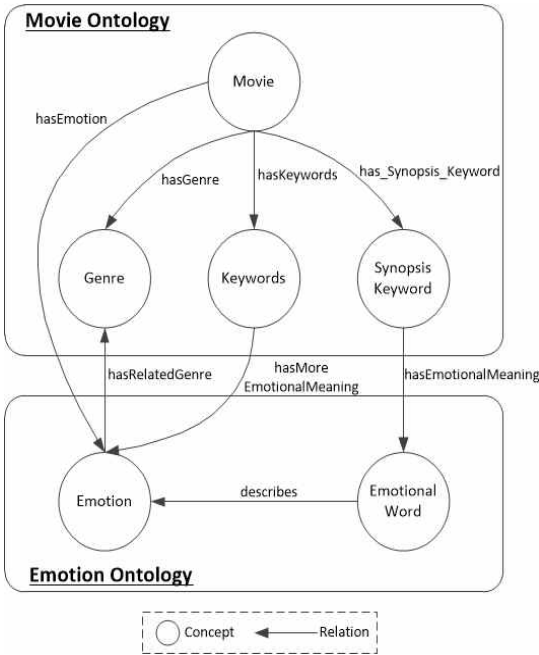 Movie Ontology
Movie
hasEmotion
hasGenre
hasKeywords
has_Synopsis_Keyword
Genre
Keywords
Synopsis
Keyword
hasRelatedGenre
hasMore
EmotionalMeaning
hasEmotionalMeaning
Emotion
describes
Emotional
Word
Emotion Ontology
Concept
Relation